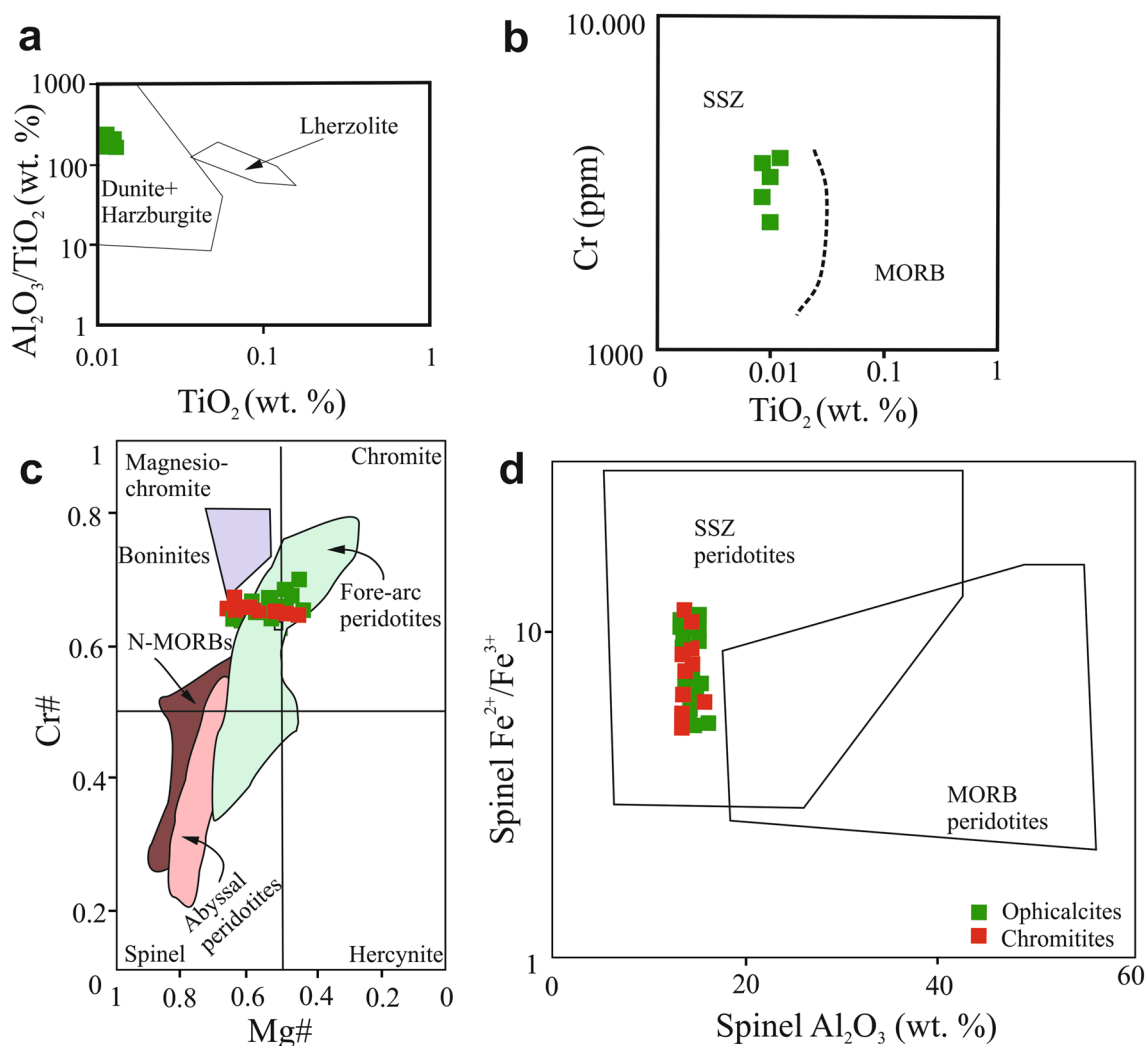 a
1000
100
10
1
0.01
0.1
1
Al₂O₃/TiO₂ (wt. %)
TiO₂ (wt. %)
Lherzolite
Dunite+
Harzburgite
b
10.000
1000
0
0.01
0.1
1
Cr (ppm)
TiO₂ (wt. %)
SSZ
MORB
c
1
0.8
0.6
0.4
0.2
0
1
0.8
0.6
0.4
0.2
0
Cr#
Mg#
Magnesio-
chromite
Chromite
Boninites
Fore-arc
peridotites
N-MORBs
Abyssal
peridotites
Spinel
Hercynite
d
10
1
0
20
40
60
Spinel Fe²⁺/Fe³⁺
Spinel Al₂O₃ (wt. %)
SSZ
peridotites
MORB
peridotites
Ophicalcites
Chromitites